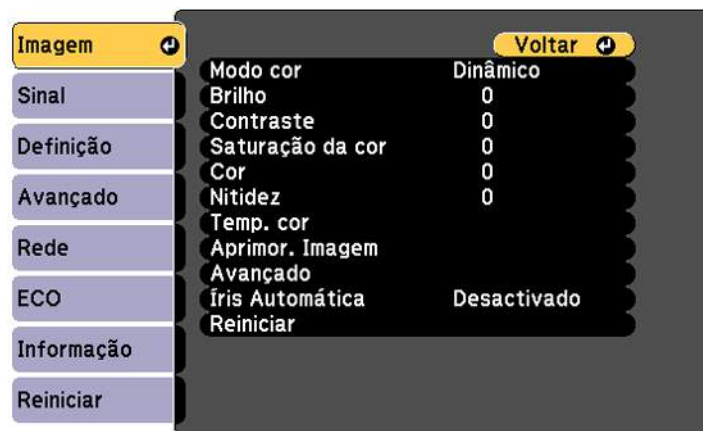 Imagem
Sinal
Definição
Avançado
Rede
ECO
Informação
Reiniciar
Voltar
Modo cor Dinâmico
Brilho 0
Contraste 0
Saturação da cor 0
Cor 0
Nitidez 0
Temp. cor
Aprimor. Imagem
Avançado
Íris Automática Desactivado
Reiniciar